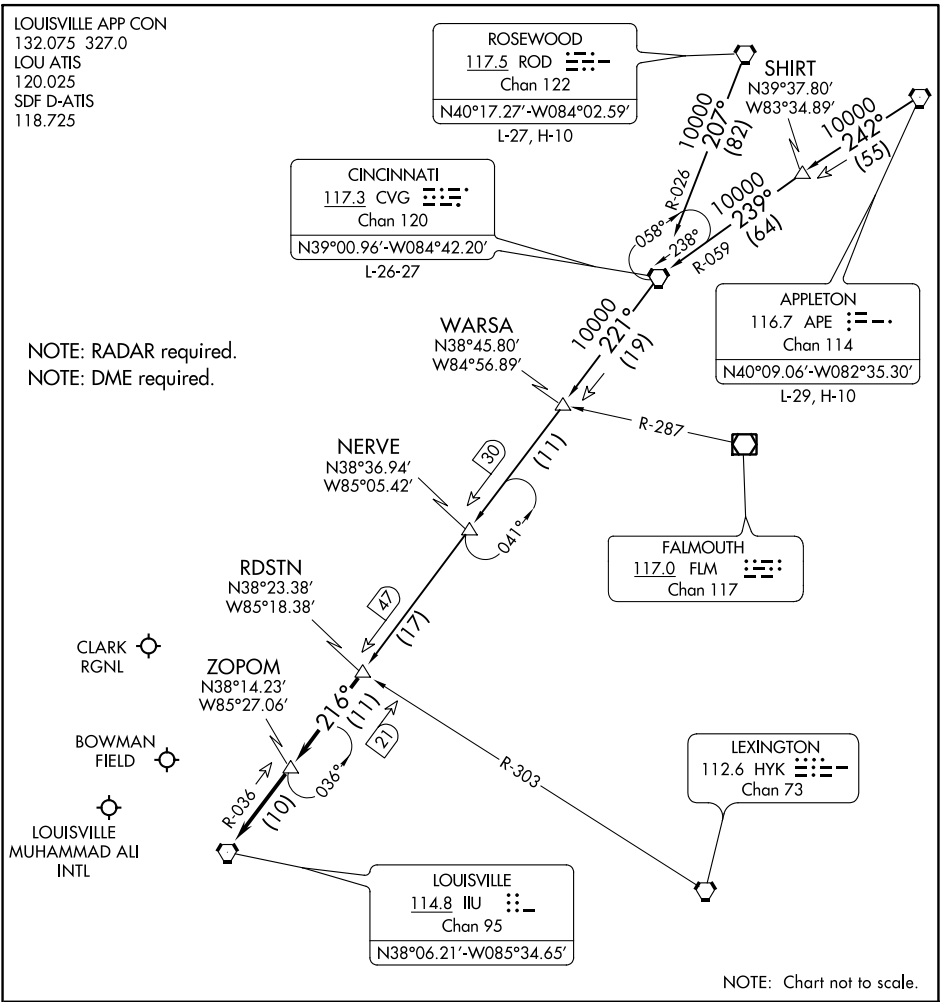 LOUISVILLE APP CON
132.075 327.0
LOU ATIS
120.025
SDF D-ATIS
118.725
ROSEWOOD
117.5 ROD
Chan 122
N40°17.27'-W084°02.59'
L-27, H-10
SHIRT
N39°37.80'
W83°34.89'
10000
207°
(82)
R-026
10000
242°
(55)
10000
239°
(64)
R-059
058°
238°
CINCINNATI
117.3 CVG
Chan 120
N39°00.96'-W084°42.20'
L-26-27
APPLETON
116.7 APE
Chan 114
N40°09.06'-W082°35.30'
L-29, H-10
NOTE: RADAR required.
NOTE: DME required.
10000
221°
(19)
WARSA
N38°45.80'
W84°56.89'
R-287
30
(11)
NERVE
N38°36.94'
W85°05.42'
041°
FALMOUTH
117.0 FLM
Chan 117
RDSTN
N38°23.38'
W85°18.38'
47
(17)
CLARK
RGNL
ZOPOM
N38°14.23'
W85°27.06'
216°
(11)
21
036°
R-303
BOWMAN
FIELD
R-036
(10)
LEXINGTON
112.6 HYK
Chan 73
LOUISVILLE
MUHAMMAD ALI
INTL
LOUISVILLE
114.8 IIU
Chan 95
N38°06.21'-W085°34.65'
NOTE: Chart not to scale.